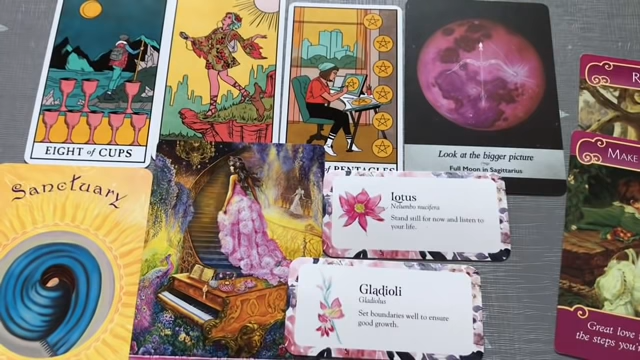 EIGHT of CUPS
of PENTACLES
Look at the bigger picture
Full Moon in Sagittarius
Sanctuary
Lotus
Nelumbo nucifera
Stand still for now and listen to
your life.
Gladioli
Gladiolus
Set boundaries well to ensure
good growth.
R
MAKE
Great love
the steps you'